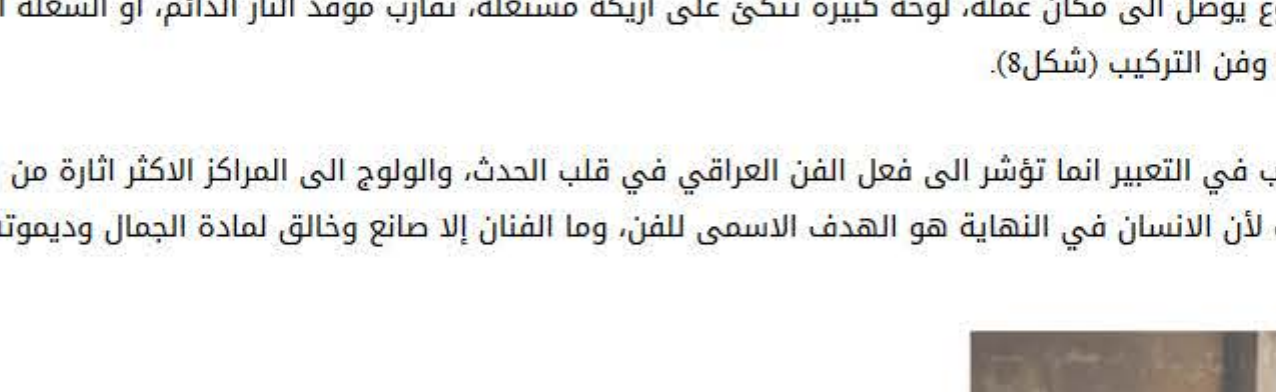 يوصل الى مكان عمله، لوحة كبيرة تتكئ على اريكة مشتعلة، تقارب موقد النار الدائم، او الشعلة
وفن التركيب (شكل8).
في التعبير انما تؤشر الى فعل الفن العراقي في قلب الحدث، والولوج الى المراكز الاكثر اثارة من
لأن الانسان في النهاية هو الهدف الاسمى للفن، وما الفنان إلا صانع وخالق لمادة الجمال